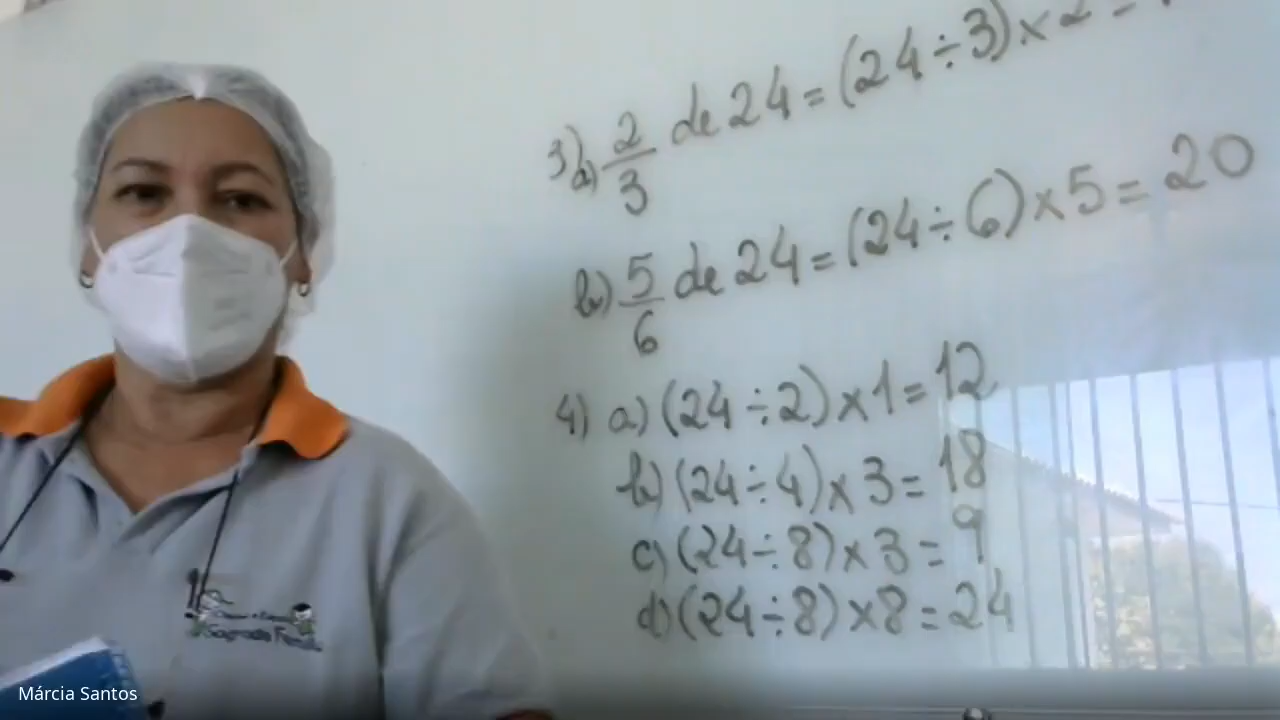 3) a) 2/3 de 24 = (24 ÷ 3) × 2 =
b) 5/6 de 24 = (24 ÷ 6) × 5 = 20
4) a) (24 ÷ 2) × 1 = 12
b) (24 ÷ 4) × 3 = 18
c) (24 ÷ 8) × 3 = 9
d) (24 ÷ 8) × 8 = 24
Sagrada
Márcia Santos